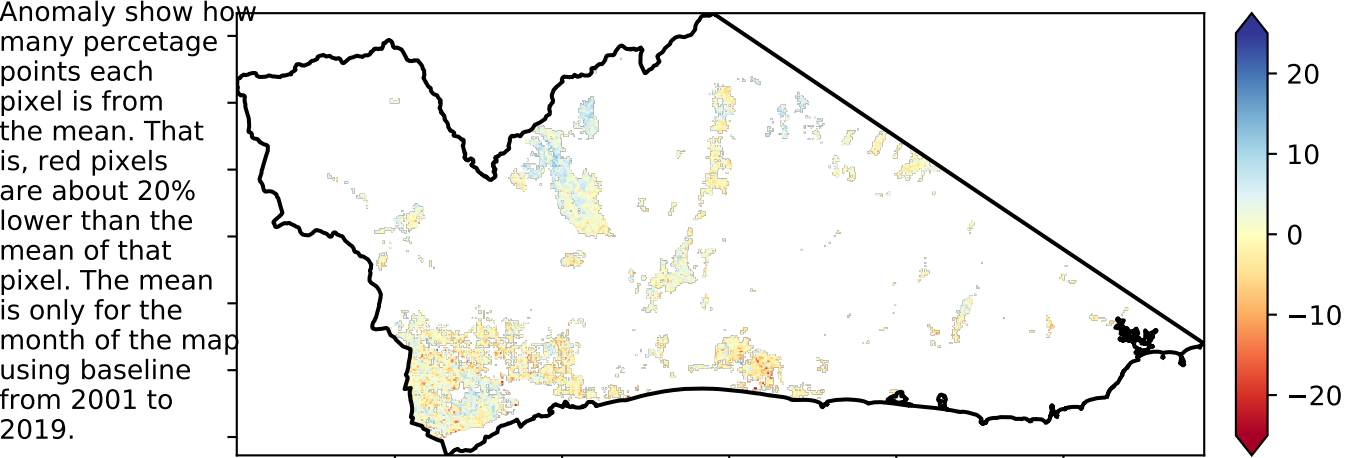 Anomaly show how
many percetage
points each
pixel is from
the mean. That
is, red pixels
are about 20%
lower than the
mean of that
pixel. The mean
is only for the
month of the map
using baseline
from 2001 to
2019.
20
10
0
−10
−20